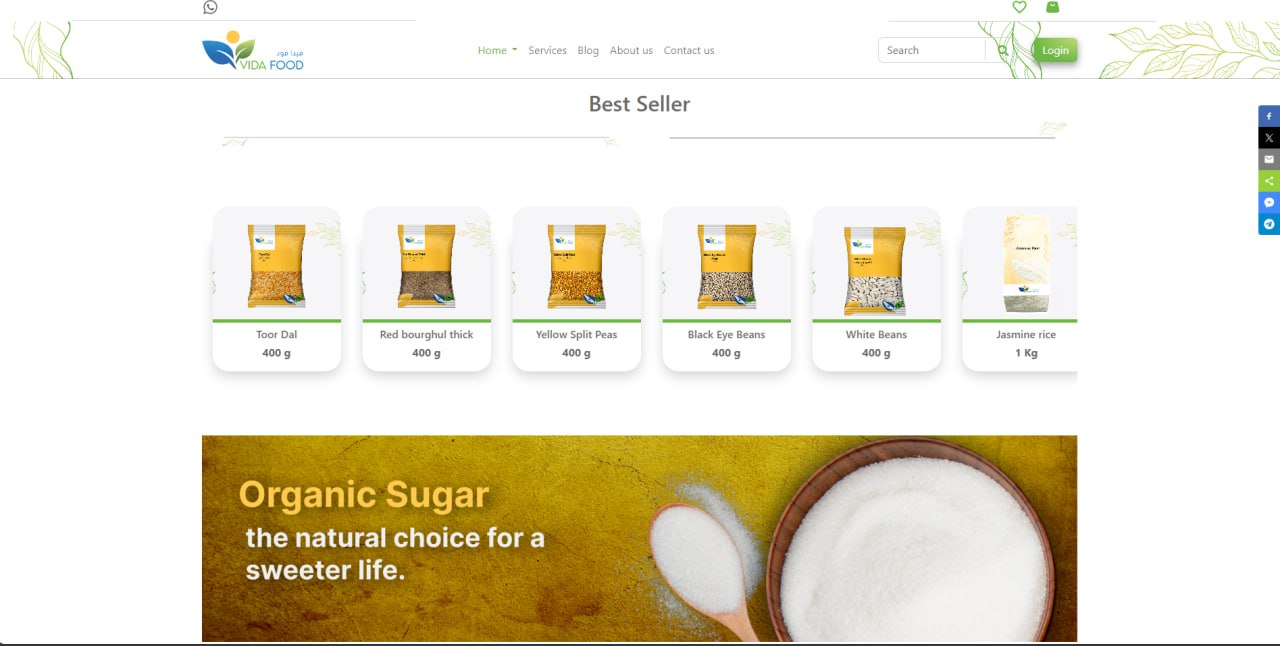 فيدا فود
VIDA FOOD
Home Services Blog About us Contact us
Search
Login
Best Seller
Toor Dal
400 g
Red bourghul thick
400 g
Yellow Split Peas
400 g
Black Eye Beans
400 g
White Beans
400 g
Jasmine rice
1 Kg
Organic Sugar
the natural choice for a
sweeter life.